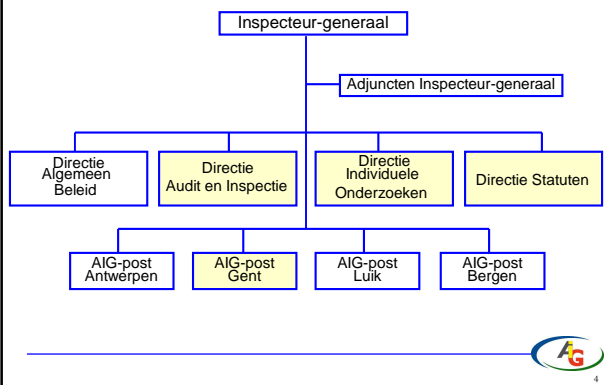 Inspecteur-generaal
Adjuncten Inspecteur-generaal
Directie
Algemeen
Beleid
Directie
Audit en Inspectie
Directie
Individuele
Onderzoeken
Directie Statuten
AIG-post
Antwerpen
AIG-post
Gent
AIG-post
Luik
AIG-post
Bergen
AiG
4